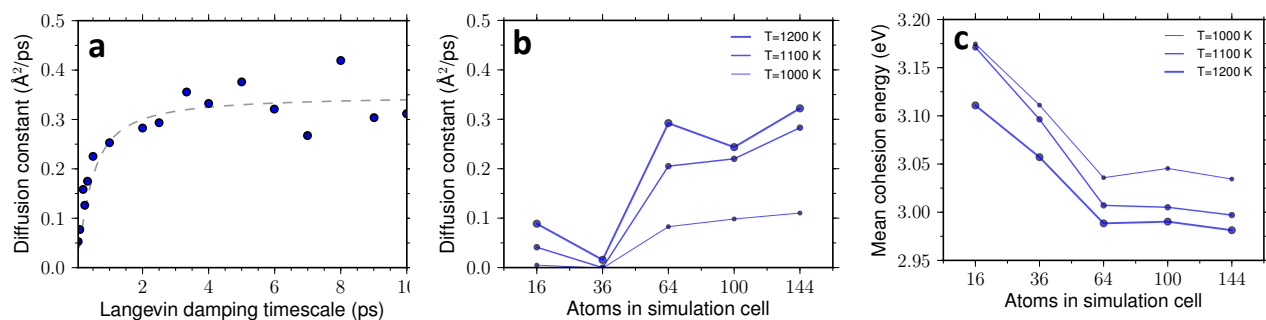 a
0.5
0.4
0.3
0.2
0.1
0.0
2
4
6
8
10
Diffusion constant (Å²/ps)
Langevin damping timescale (ps)
b
T=1200 K
T=1100 K
T=1000 K
0.5
0.4
0.3
0.2
0.1
0.0
16
36
64
100
144
Diffusion constant (Å²/ps)
Atoms in simulation cell
c
T=1000 K
T=1100 K
T=1200 K
3.20
3.15
3.10
3.05
3.00
2.95
16
36
64
100
144
Mean cohesion energy (eV)
Atoms in simulation cell